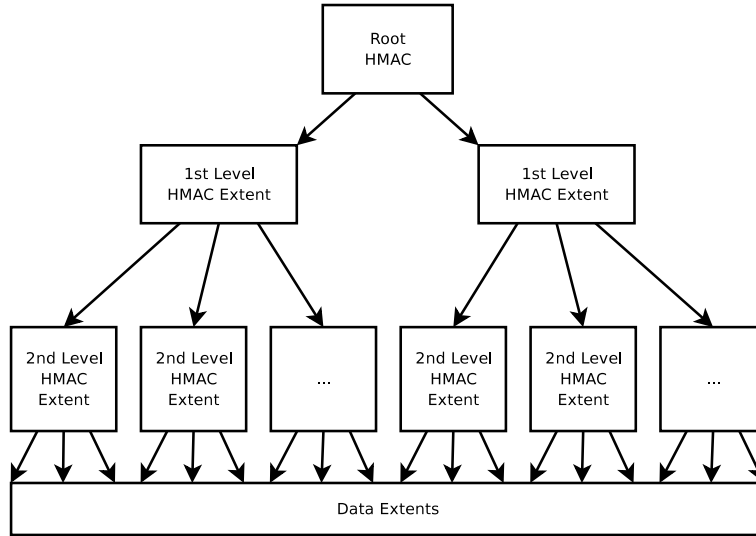 Root
HMAC
1st Level
HMAC Extent
1st Level
HMAC Extent
2nd Level
HMAC
Extent
2nd Level
HMAC
Extent
...
2nd Level
HMAC
Extent
2nd Level
HMAC
Extent
...
Data Extents